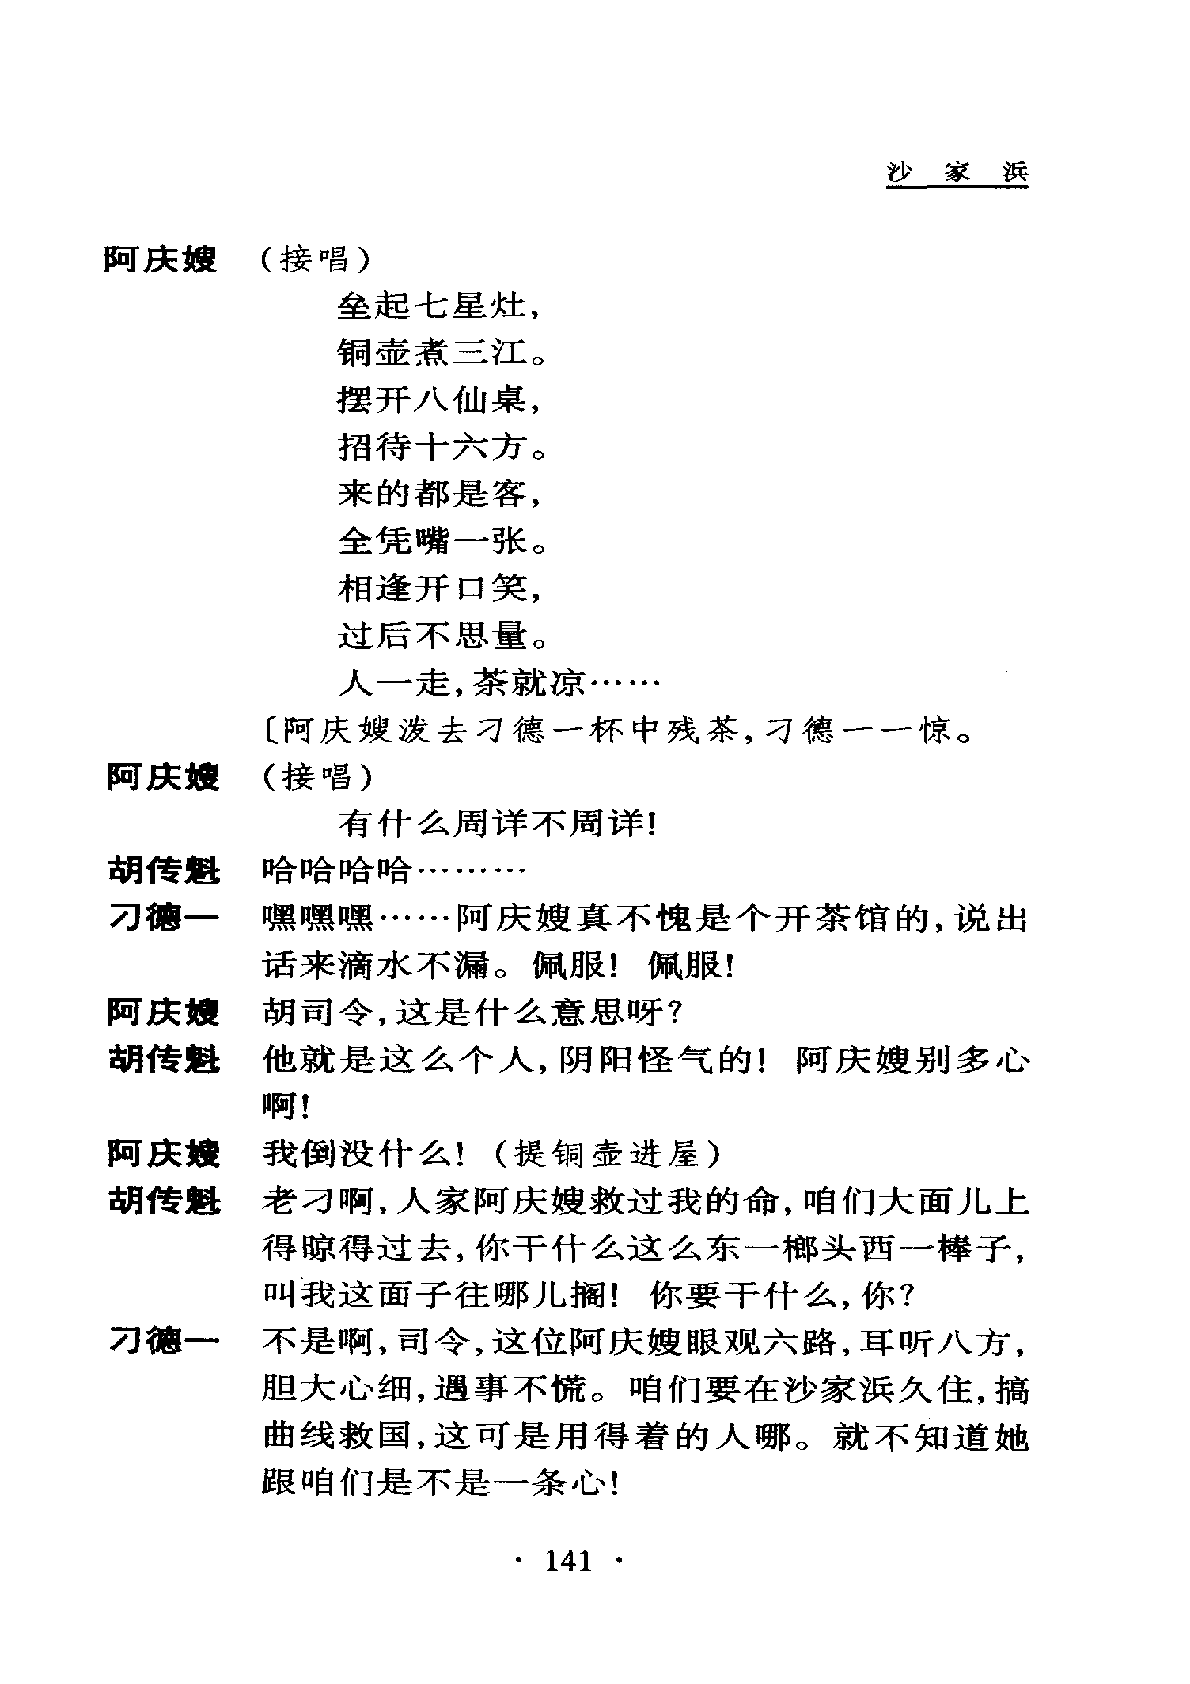 沙家浜
阿庆嫂 （接唱）
垒起七星灶，
铜壶煮三江。
摆开八仙桌，
招待十六方。
来的都是客，
全凭嘴一张。
相逢开口笑，
过后不思量。
人一走，茶就凉……
〔阿庆嫂泼去刁德一杯中残茶，刁德一一惊。
阿庆嫂 （接唱）
有什么周详不周详！
胡传魁 哈哈哈哈………
刁德一 嘿嘿嘿……阿庆嫂真不愧是个开茶馆的，说出
话来滴水不漏。佩服！佩服！
阿庆嫂 胡司令，这是什么意思呀？
胡传魁 他就是这么个人，阴阳怪气的！阿庆嫂别多心
啊！
阿庆嫂 我倒没什么！（提铜壶进屋）
胡传魁 老刁啊，人家阿庆嫂救过我的命，咱们大面儿上
得晾得过去，你干什么这么东一榔头西一棒子，
叫我这面子往哪儿搁！你要干什么，你？
刁德一 不是啊，司令，这位阿庆嫂眼观六路，耳听八方，
胆大心细，遇事不慌。咱们要在沙家浜久住，搞
曲线救国，这可是用得着的人哪。就不知道她
跟咱们是不是一条心！
· 141 ·